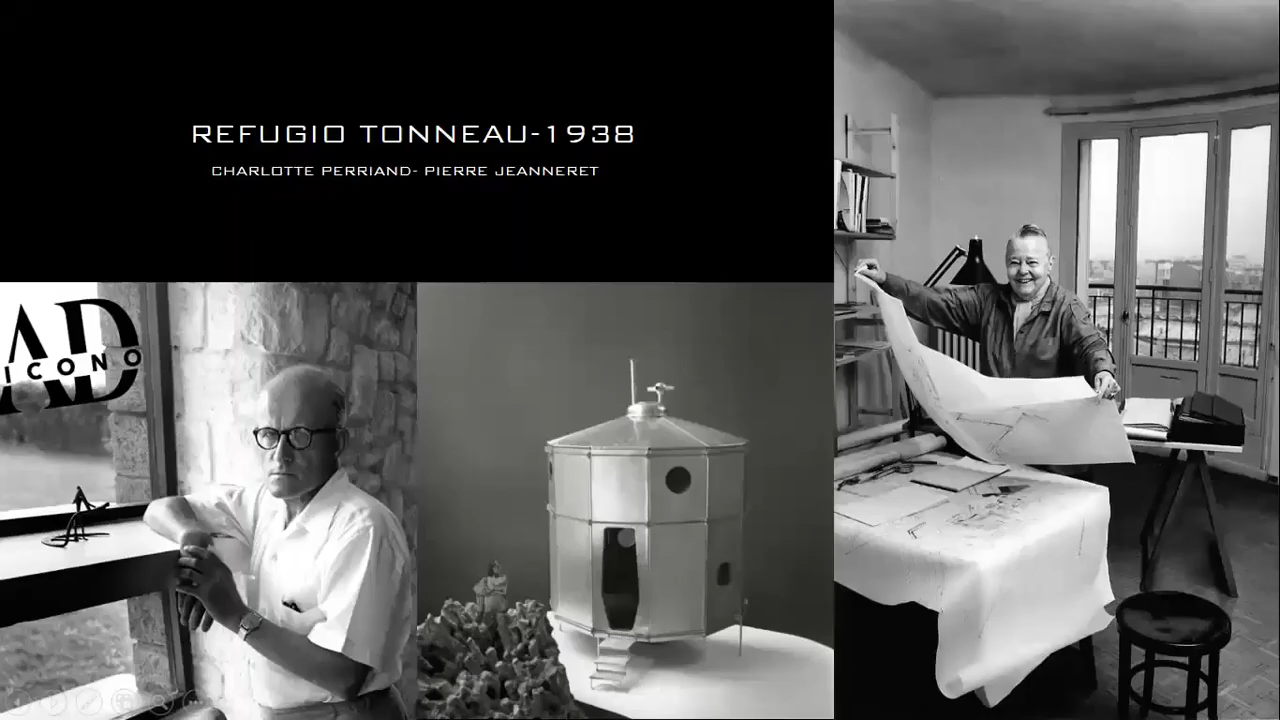 REFUGIO TONNEAU-1938
CHARLOTTE PERRIAND- PIERRE JEANNERET
AD
ICONO